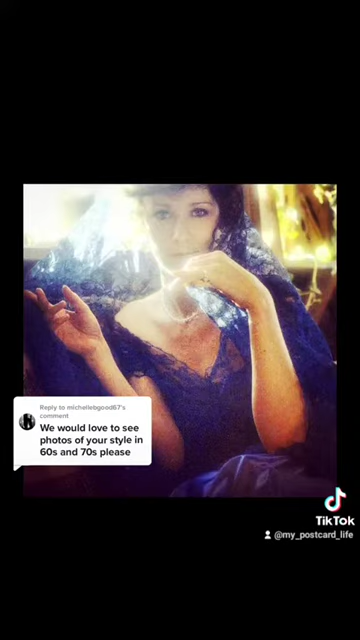 Reply to michellebgood67's
comment
We would love to see
photos of your style in
60s and 70s please
TikTok
@my_postcard_life